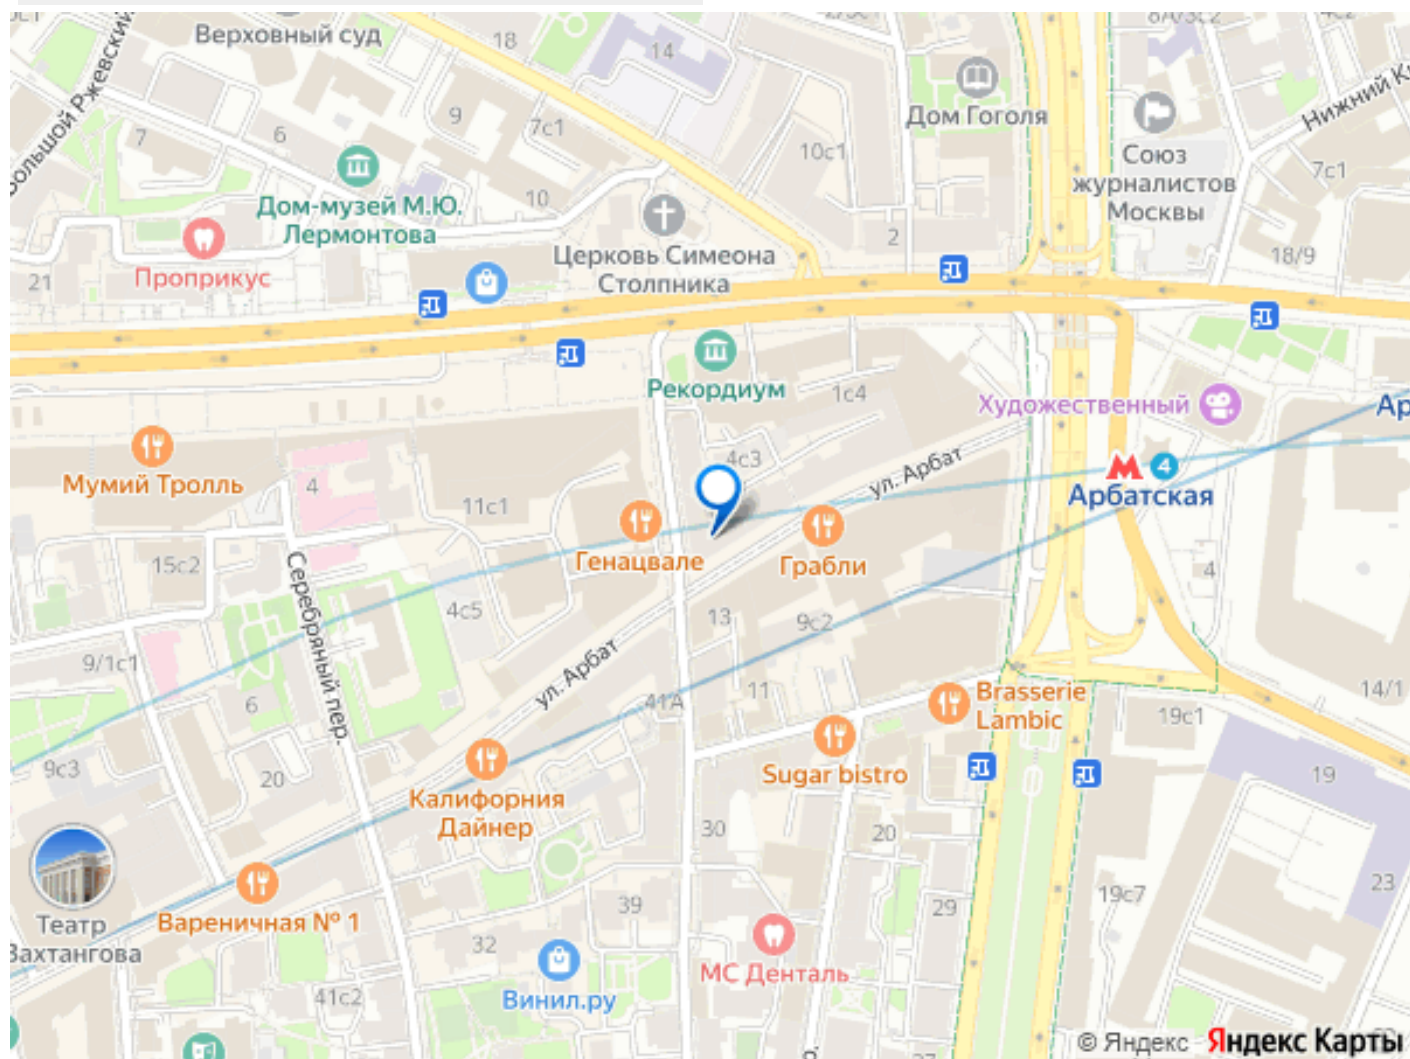 Верховный суд
18
14
Дом Гоголя
Нижний К
Большой Ржевский
7
6
9
7с1
10с1
Союз
журналистов
Москвы
7с1
10
Дом-музей М.Ю.
Лермонтова
Церковь Симеона
Столпника
2
18/9
Проприкус
21
Рекордиум
1с4
Художественный
Ар
Мумий Тролль
4
11с1
4с3
ул. Арбат
4
Арбатская
Генацвале
Грабли
15с2
Серебряный пер.
4с5
13
9с2
4
9/1с1
6
ул. Арбат
41А
11
Brasserie
Lambic
14/1
19с1
9с3
20
Калифорния
Дайнер
Sugar bistro
19
30
20
Театр
Вахтангова
Вареничная № 1
39
32
29
19с7
23
МС Денталь
Винил.ру
41с2
© Яндекс Яндекс Карты